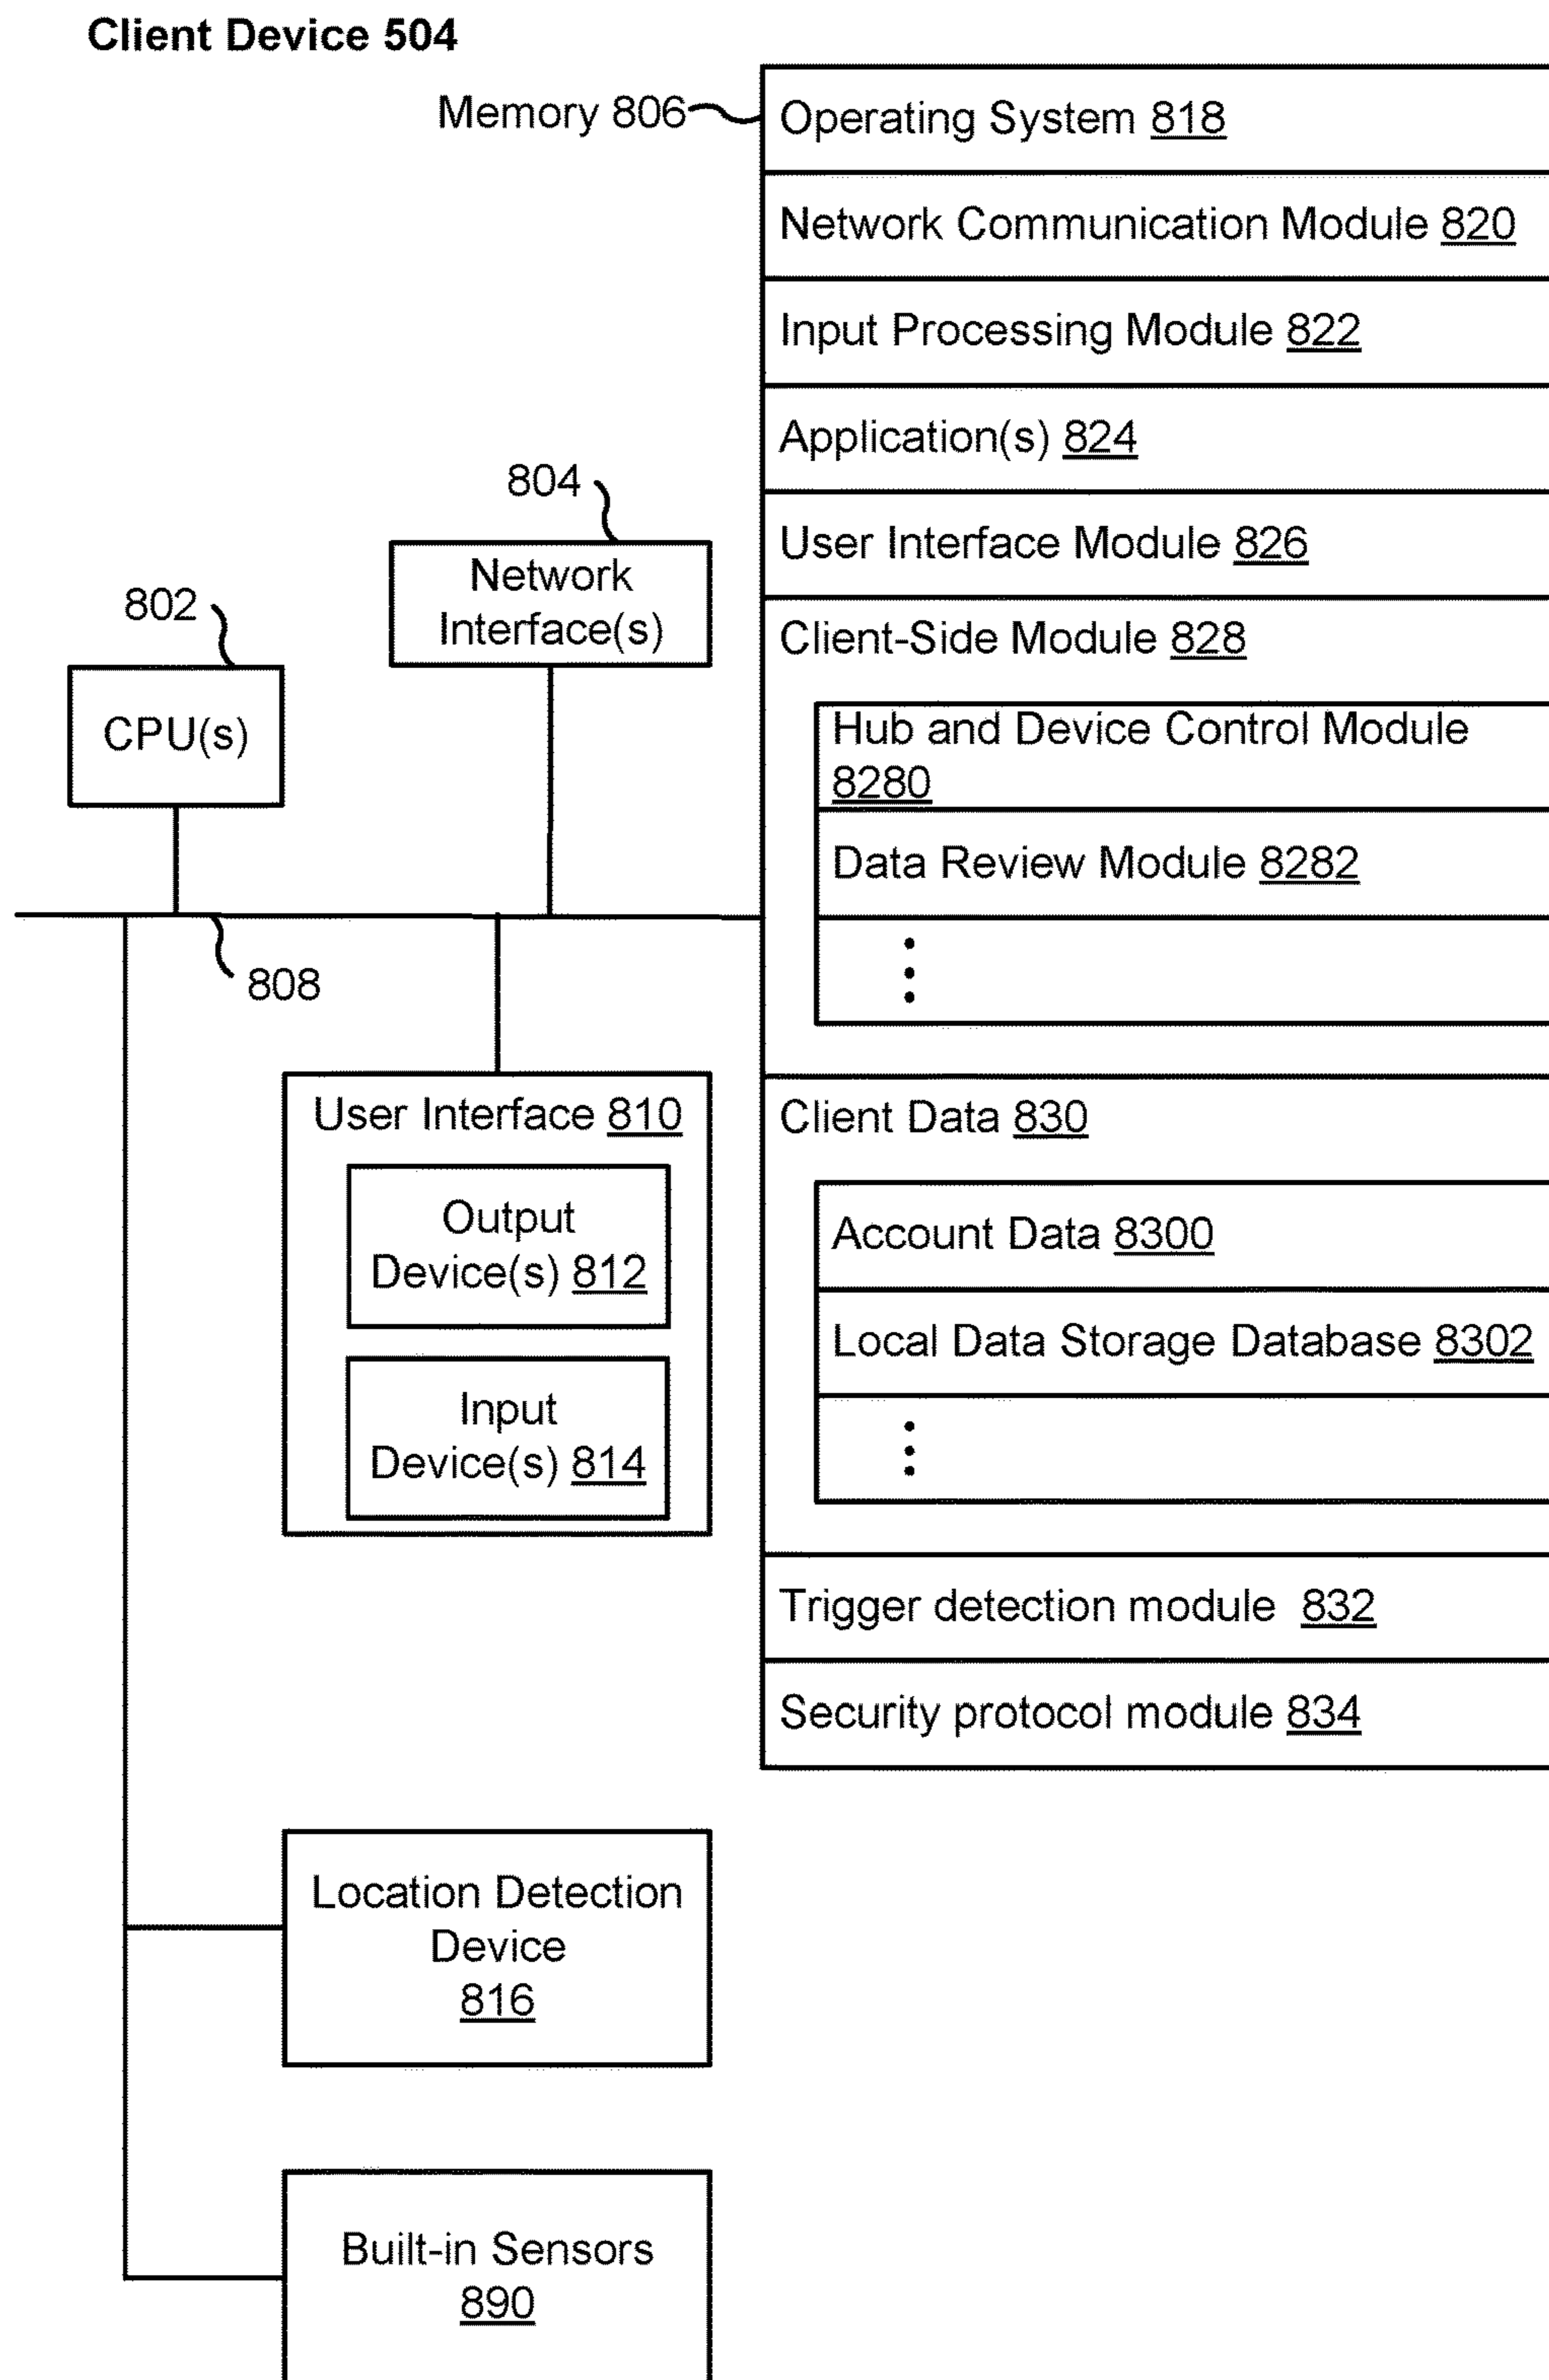 Client Device 504
Memory 806
Operating System 818
Network Communication Module 820
Input Processing Module 822
Application(s) 824
User Interface Module 826
Client-Side Module 828
Hub and Device Control Module
8280
Data Review Module 8282
Client Data 830
Account Data 8300
Local Data Storage Database 8302
Trigger detection module 832
Security protocol module 834
804
Network
Interface(s)
802
CPU(s)
808
User Interface 810
Output
Device(s) 812
Input
Device(s) 814
Location Detection
Device
816
Built-in Sensors
890